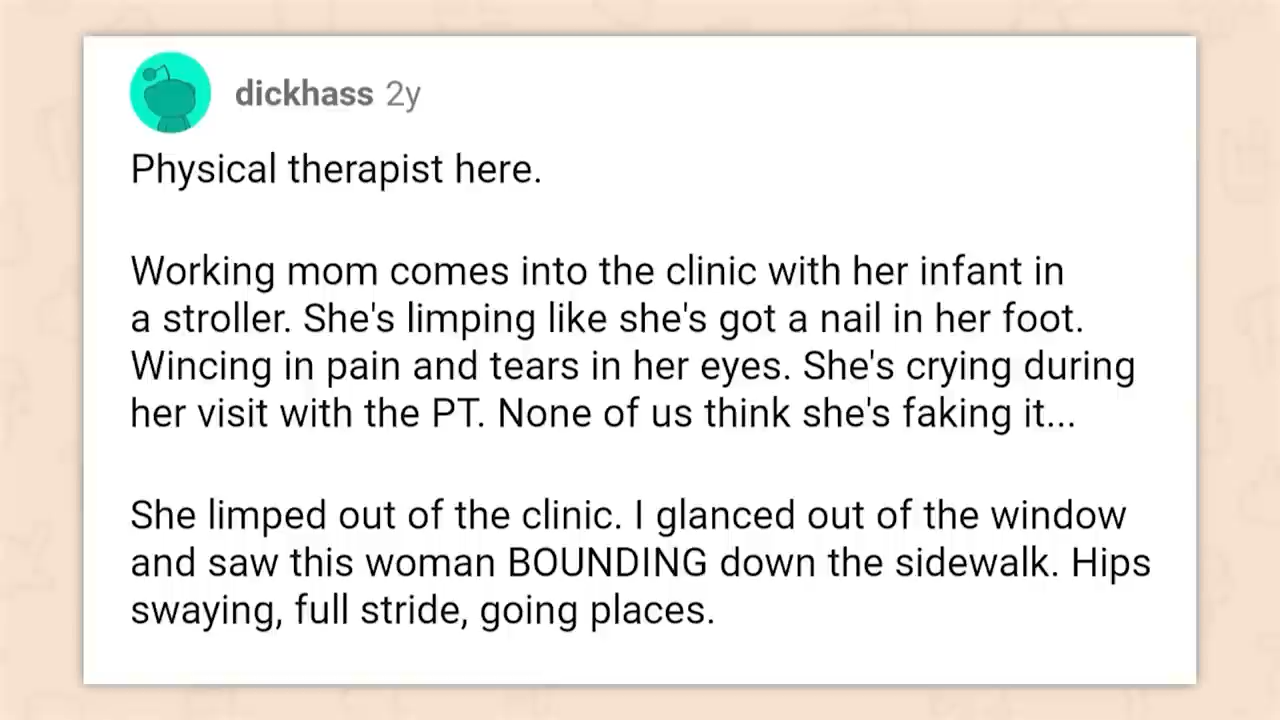 dickhass 2y
Physical therapist here.
Working mom comes into the clinic with her infant in
a stroller. She's limping like she's got a nail in her foot.
Wincing in pain and tears in her eyes. She's crying during
her visit with the PT. None of us think she's faking it...
She limped out of the clinic. I glanced out of the window
and saw this woman BOUNDING down the sidewalk. Hips
swaying, full stride, going places.